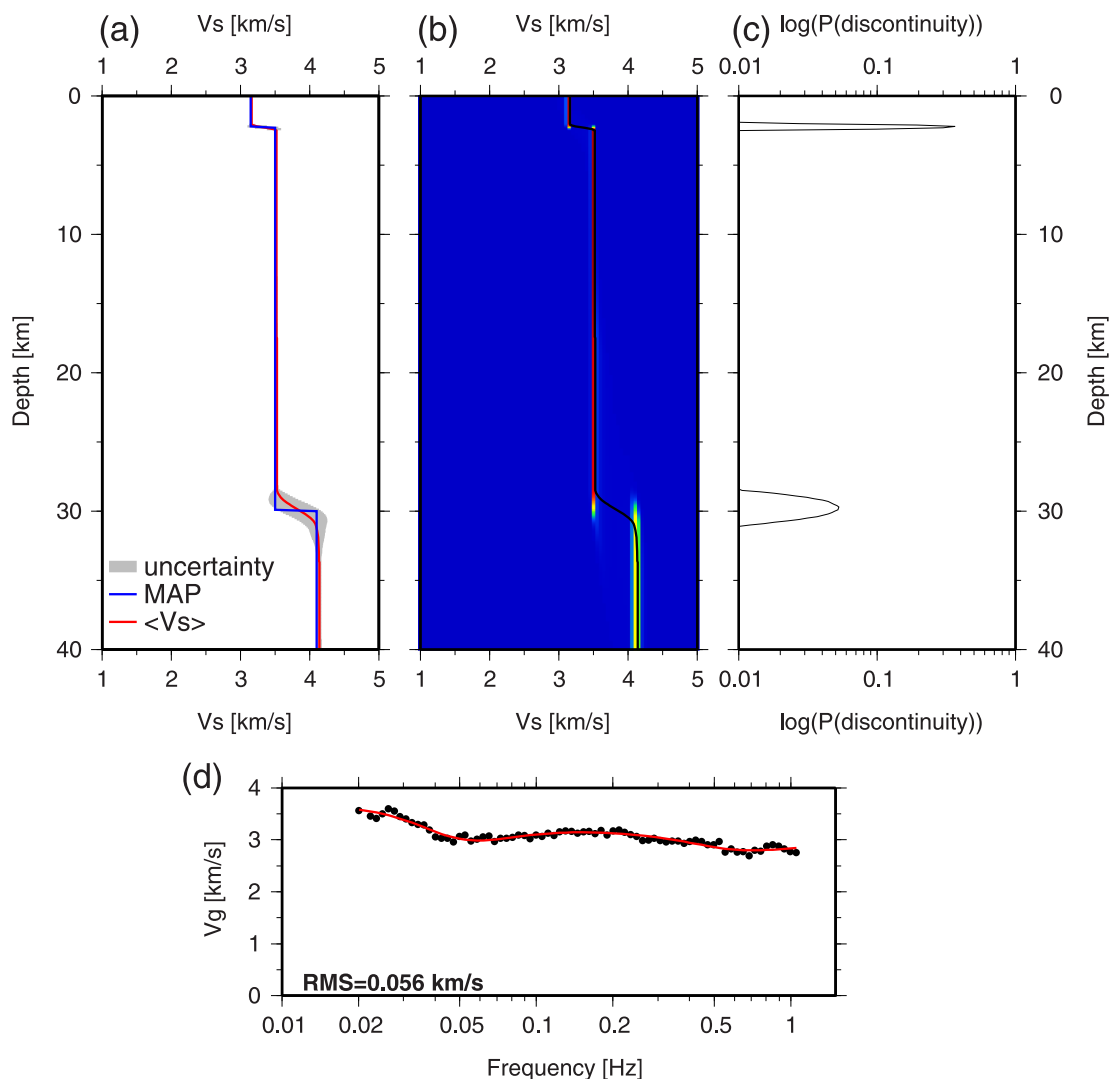 (a) Vs [km/s] (b) Vs [km/s] (c) log(P(discontinuity))
1 2 3 4 5 1 2 3 4 5 0.01 0.1 1
0 0
10 10
20 20
30 30
40 40
Depth [km]
Depth [km]
uncertainty
MAP
<Vs>
1 2 3 4 5 1 2 3 4 5 0.01 0.1 1
Vs [km/s] Vs [km/s] log(P(discontinuity))
(d)
4
3
2
1
0
Vg [km/s]
RMS=0.056 km/s
0.01 0.02 0.05 0.1 0.2 0.5 1
Frequency [Hz]